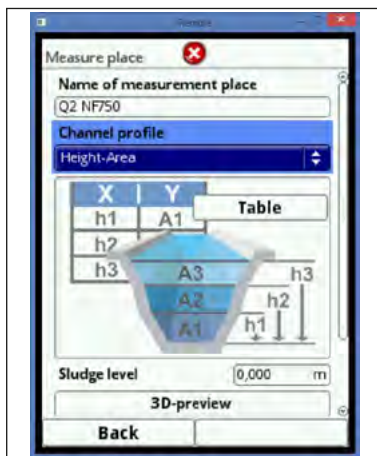 Measure place
Name of measurement place
Q2 NF750
Channel profile
Height-Area
X Y
h1 A1
Table
h2
h3
A3 h3
A2 h2
A1 h1
Sludge level 0,000 m
3D-preview
Back